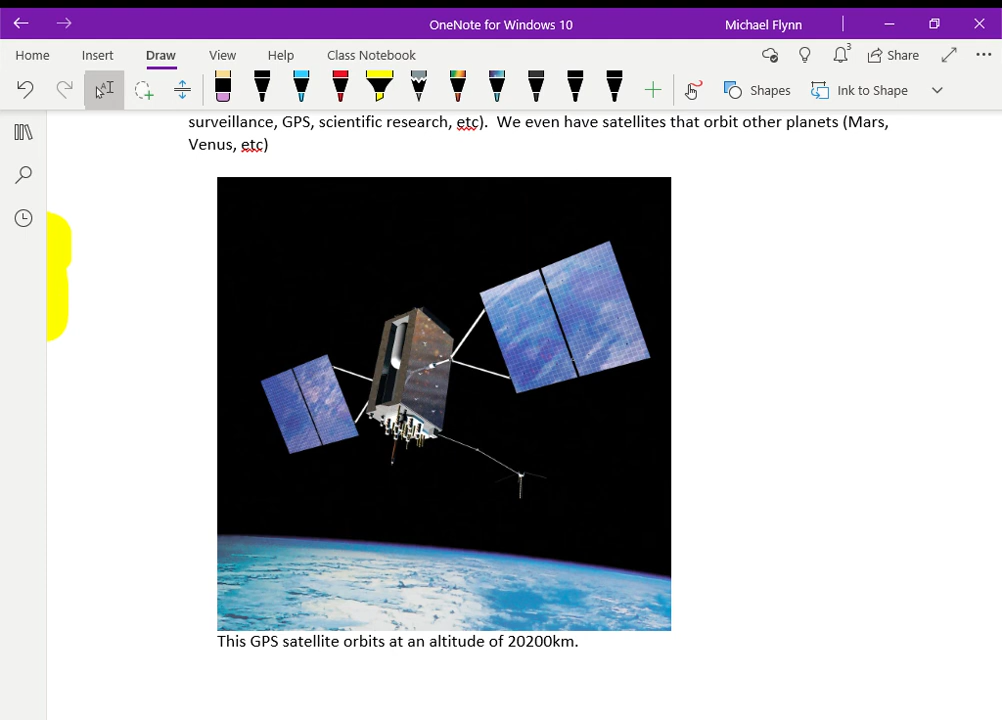 OneNote for Windows 10
Michael Flynn
Home Insert Draw View Help Class Notebook
3
Share
Shapes
Ink to Shape
surveillance, GPS, scientific research, etc).  We even have satellites that orbit other planets (Mars,
Venus, etc)
This GPS satellite orbits at an altitude of 20200km.